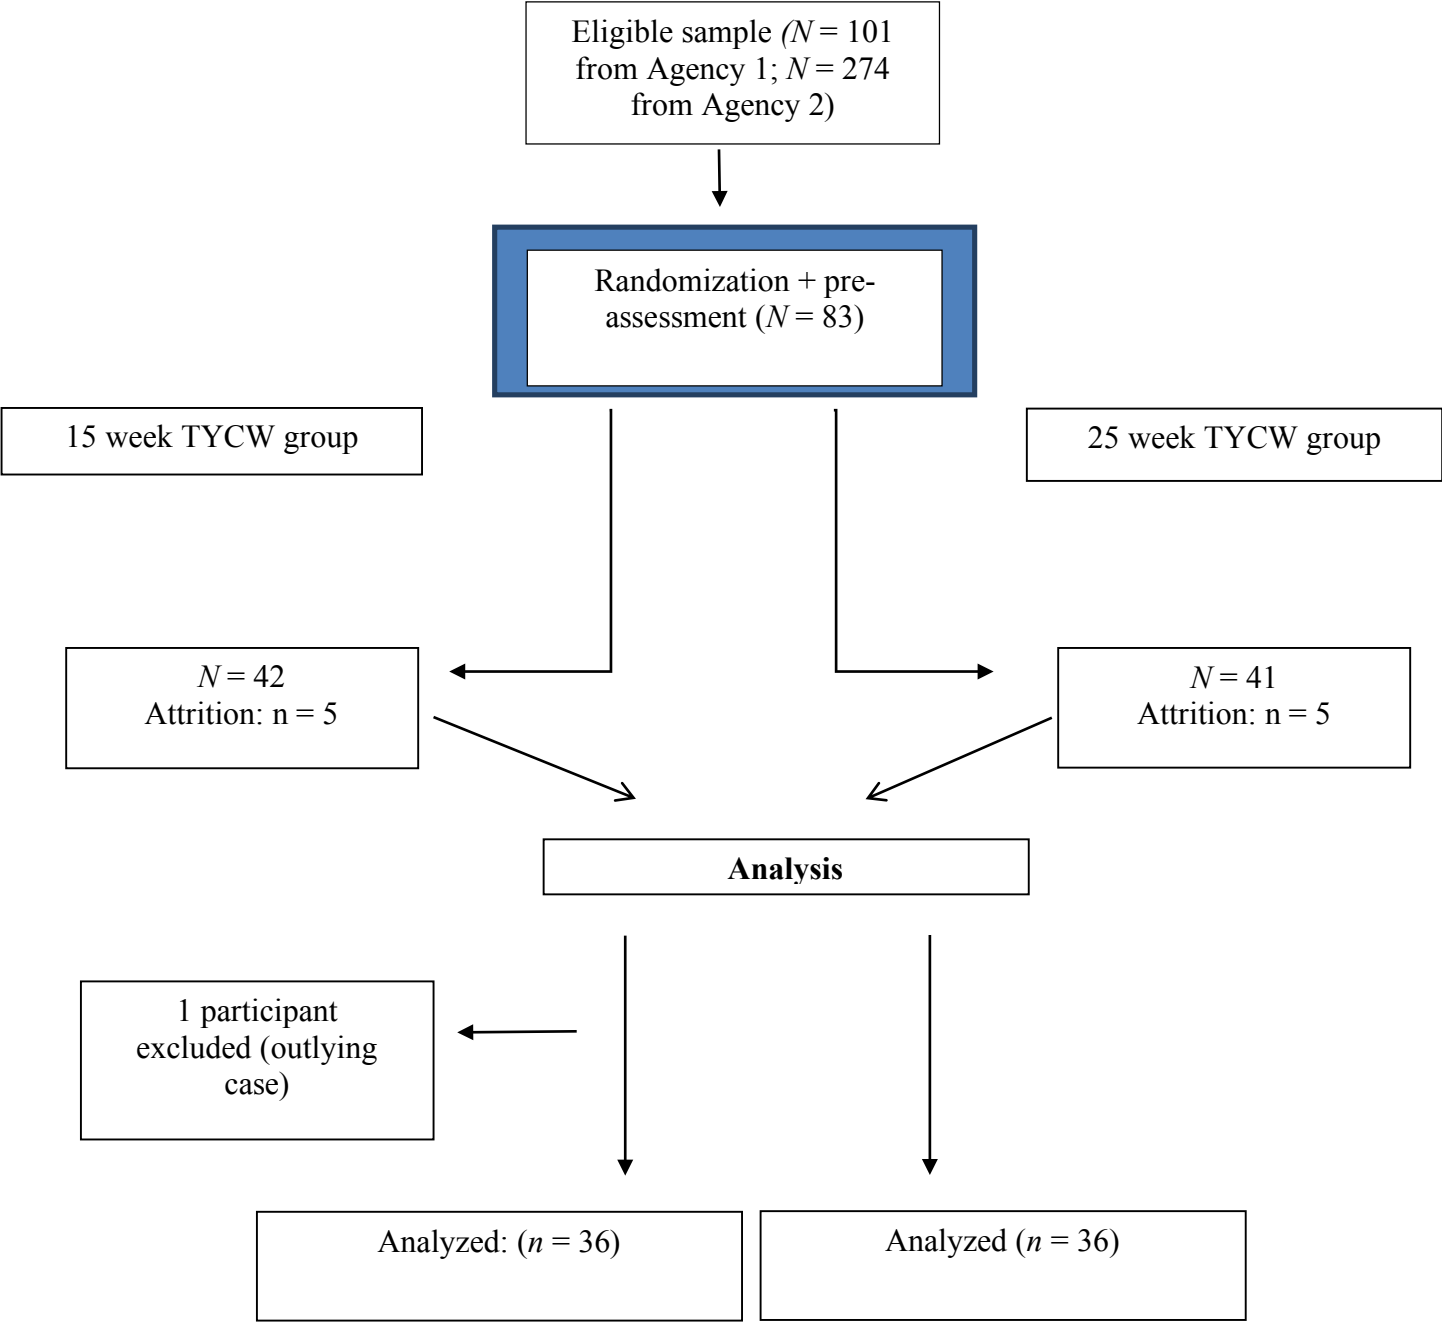 Eligible sample (N = 101
from Agency 1; N = 274
from Agency 2)
Randomization + pre-
assessment (N = 83)
15 week TYCW group
25 week TYCW group
N = 42
Attrition: n = 5
N = 41
Attrition: n = 5
Analysis
1 participant
excluded (outlying
case)
Analyzed: (n = 36)
Analyzed (n = 36)